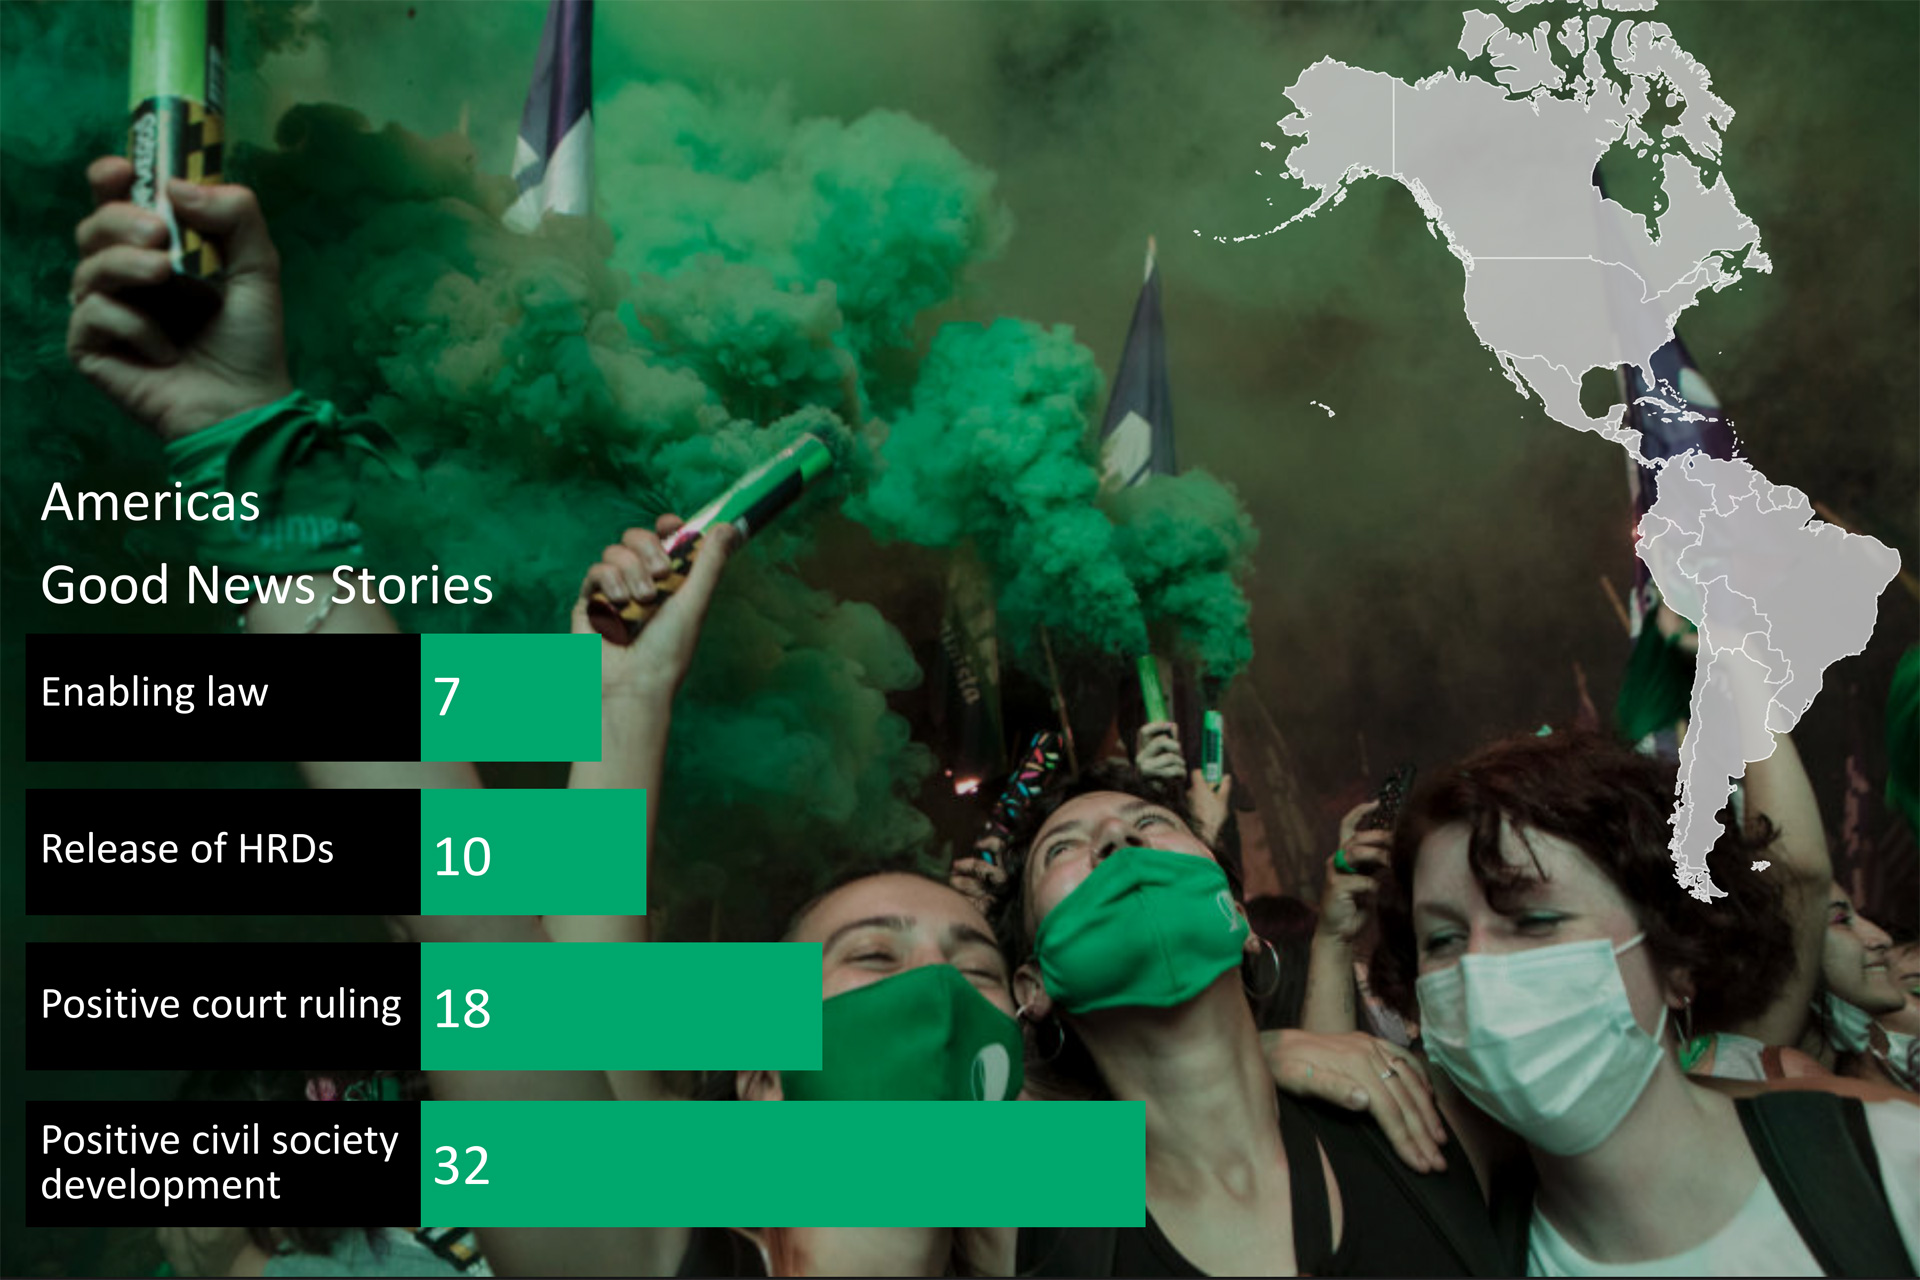 Americas
Good News Stories
Enabling law
7
Release of HRDs
10
Positive court ruling
18
Positive civil society
development
32